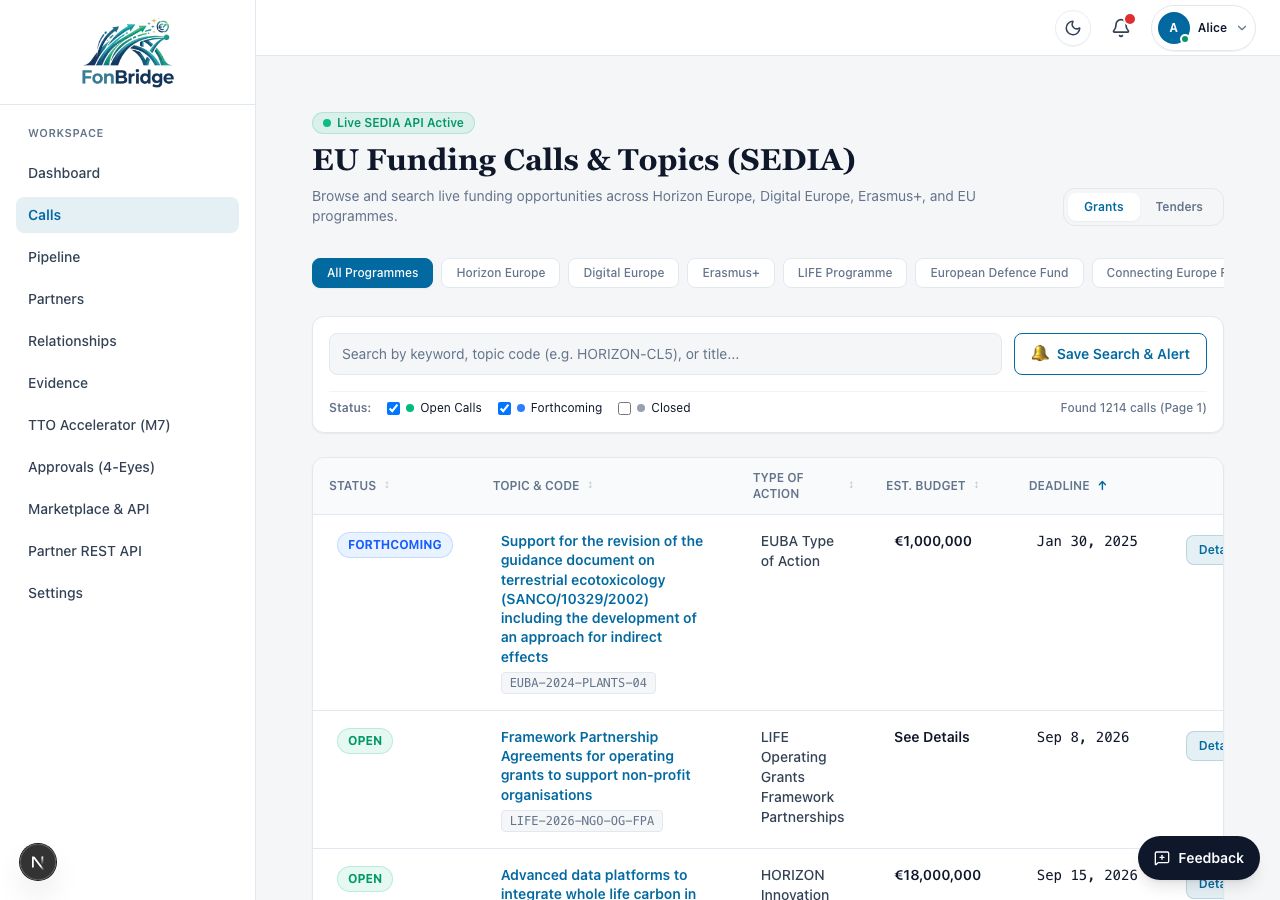 FonBridge
A
Alice
WORKSPACE
Dashboard
Calls
Pipeline
Partners
Relationships
Evidence
TTO Accelerator (M7)
Approvals (4-Eyes)
Marketplace & API
Partner REST API
Settings
N
Live SEDIA API Active
EU Funding Calls & Topics (SEDIA)
Browse and search live funding opportunities across Horizon Europe, Digital Europe, Erasmus+, and EU
programmes.
Grants
Tenders
All Programmes
Horizon Europe
Digital Europe
Erasmus+
LIFE Programme
European Defence Fund
Connecting Europe F
Search by keyword, topic code (e.g. HORIZON-CL5), or title...
Save Search & Alert
Status:
Open Calls
Forthcoming
Closed
Found 1214 calls (Page 1)
STATUS
TOPIC & CODE
TYPE OF
ACTION
EST. BUDGET
DEADLINE
FORTHCOMING
Support for the revision of the
guidance document on
terrestrial ecotoxicology
(SANCO/10329/2002)
including the development of
an approach for indirect
effects
EUBA-2024-PLANTS-04
EUBA Type
of Action
€1,000,000
Jan 30, 2025
Deta
OPEN
Framework Partnership
Agreements for operating
grants to support non-profit
organisations
LIFE-2026-NGO-OG-FPA
LIFE
Operating
Grants
Framework
Partnerships
See Details
Sep 8, 2026
Deta
OPEN
Advanced data platforms to
integrate whole life carbon in
HORIZON
Innovation
€18,000,000
Sep 15, 2026
Deta
Feedback